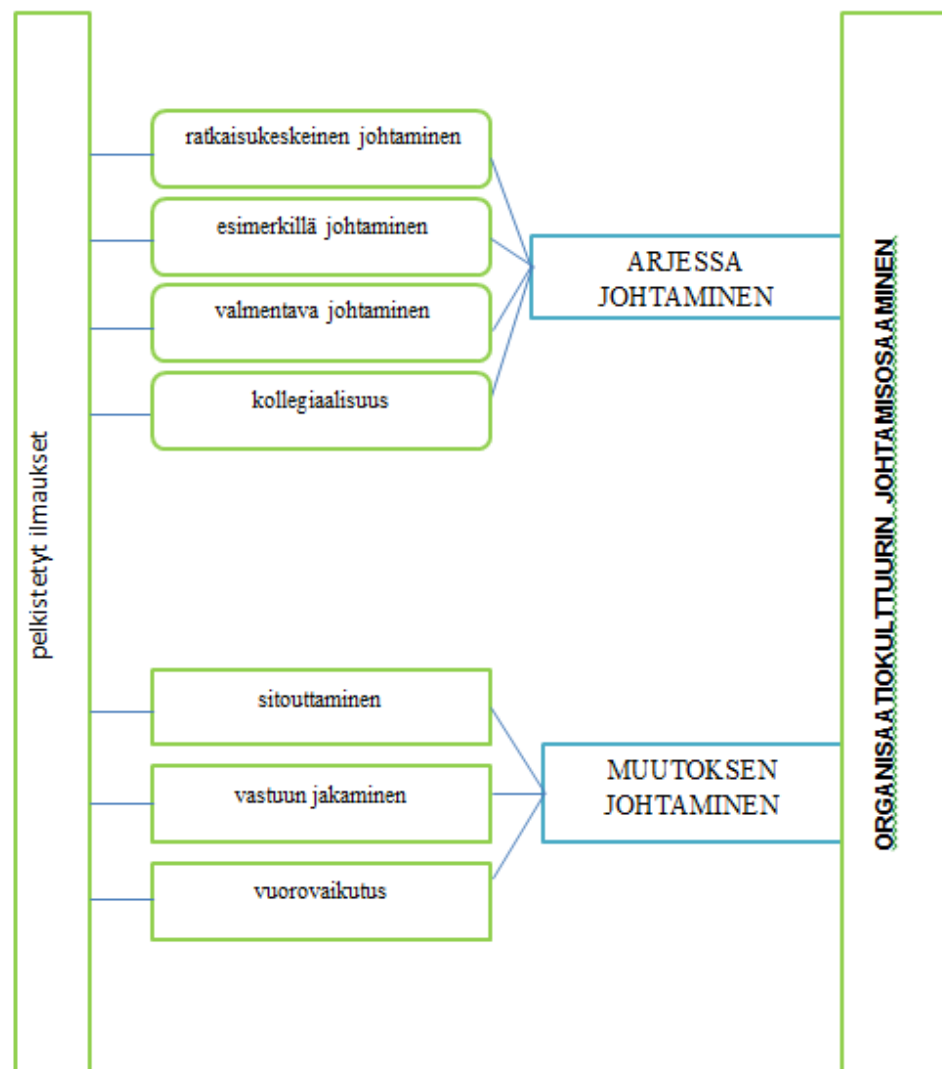 pelkistetyt ilmaukset
ratkaisukeskeinen johtaminen
esimerkillä johtaminen
valmentava johtaminen
kollegiaalisuus
ARJESSA
JOHTAMINEN
sitouttaminen
vastuun jakaminen
vuorovaikutus
MUUTOKSEN
JOHTAMINEN
ORGANISAATIOKULTTUURIN JOHTAMISOSAAMINEN